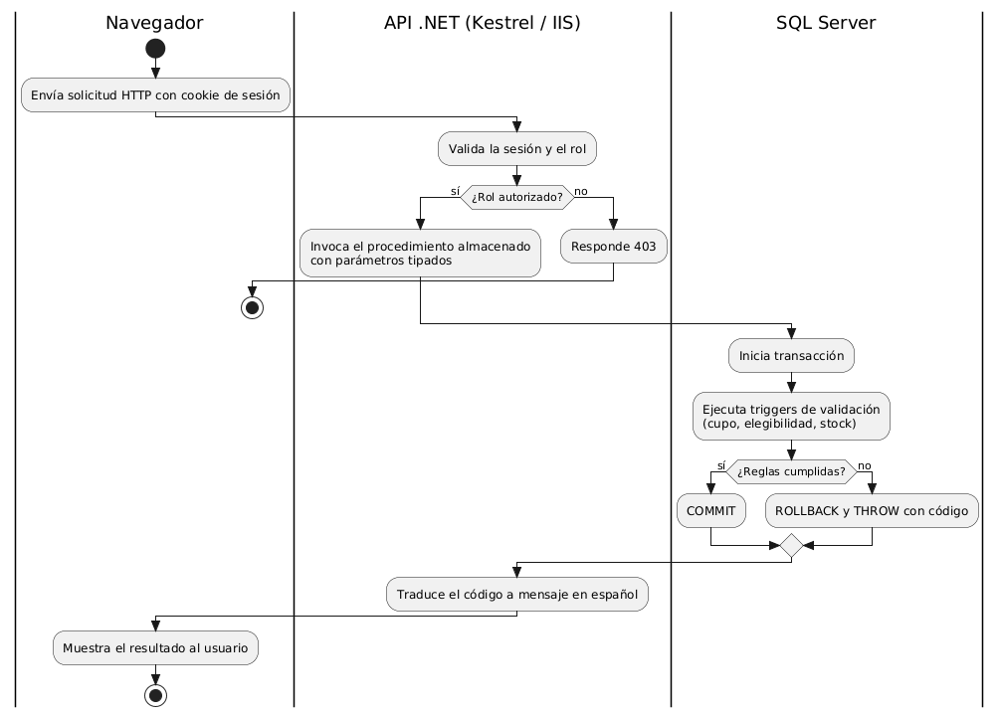 Navegador
API .NET (Kestrel / IIS)
SQL Server
Envía solicitud HTTP con cookie de sesión
Valida la sesión y el rol
sí
¿Rol autorizado?
no
Invoca el procedimiento almacenado
con parámetros tipados
Responde 403
Inicia transacción
Ejecuta triggers de validación
(cupo, elegibilidad, stock)
sí
¿Reglas cumplidas?
no
COMMIT
ROLLBACK y THROW con código
Traduce el código a mensaje en español
Muestra el resultado al usuario